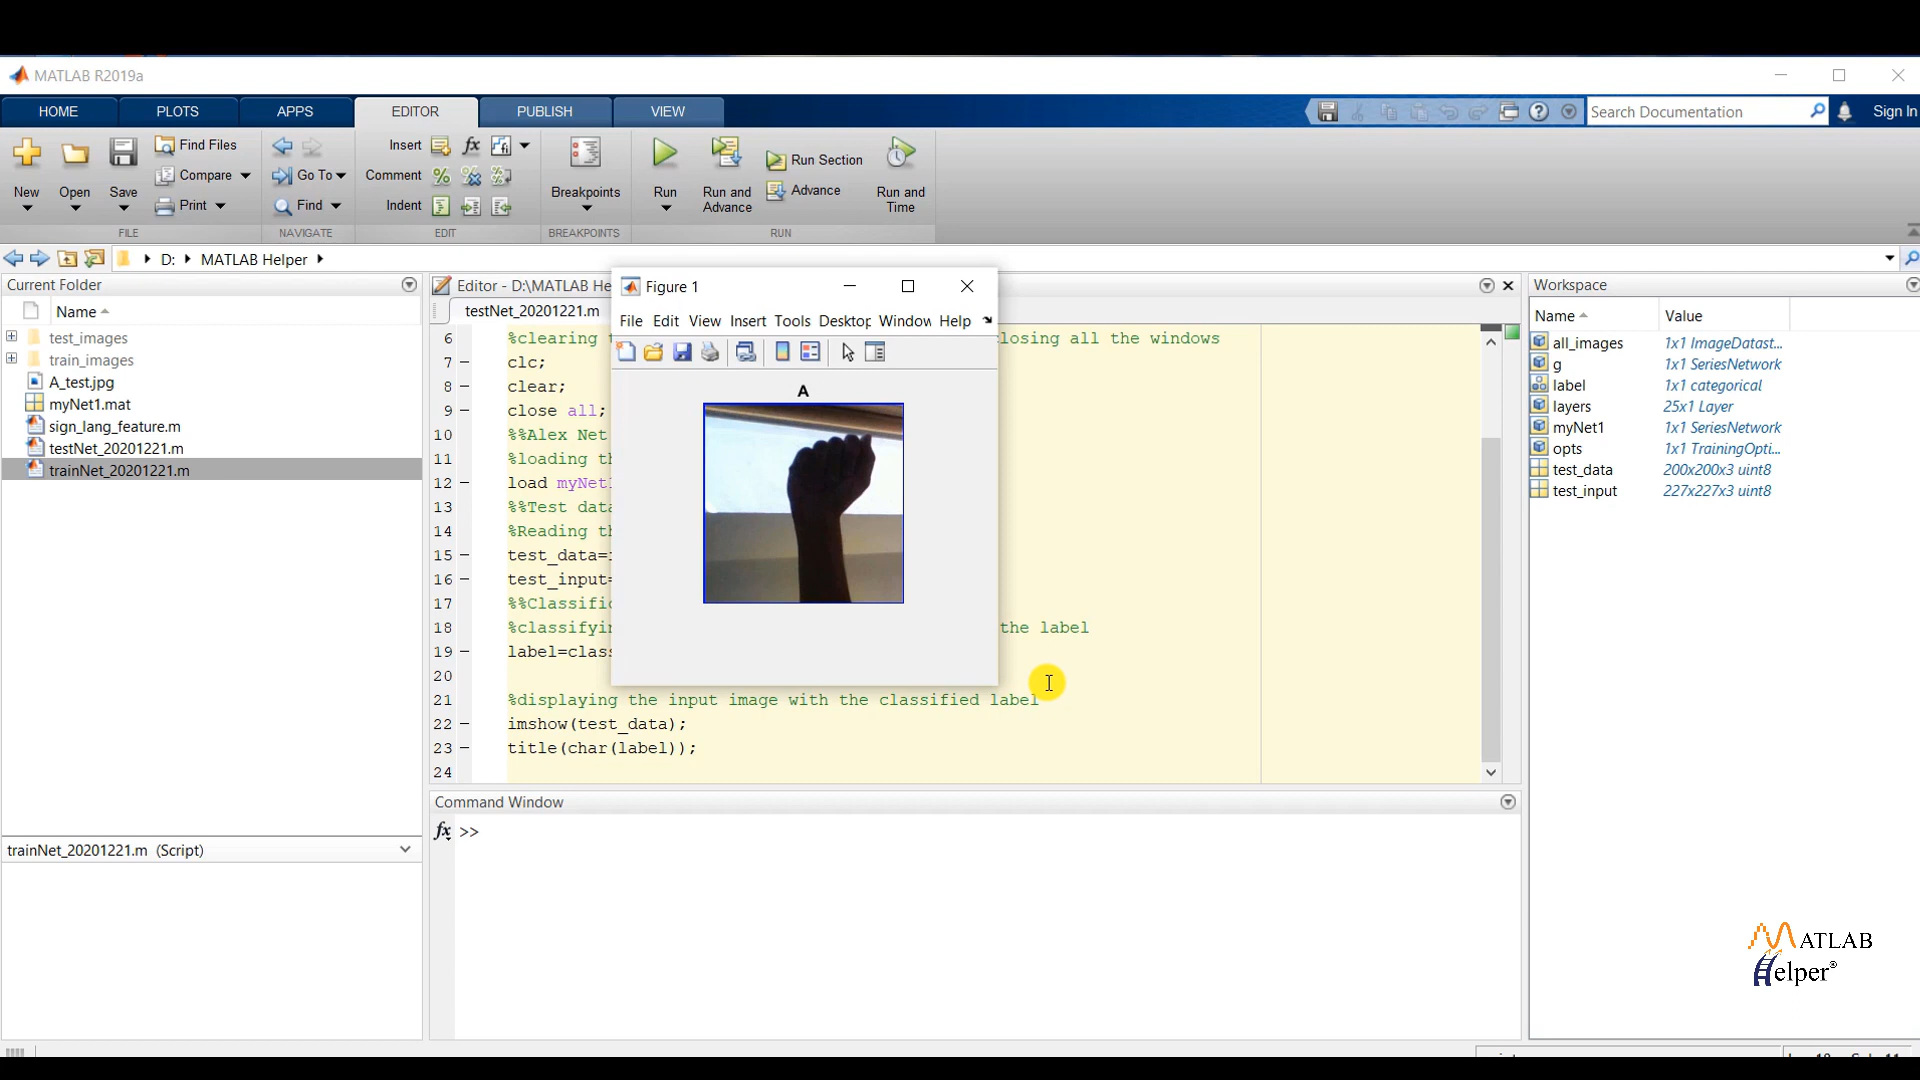 MATLAB R2019a
HOME PLOTS APPS EDITOR PUBLISH VIEW
Search Documentation
Sign In
New
Open
Save
Find Files
Compare
Print
FILE
Go To
Find
NAVIGATE
Insert
Comment
Indent
EDIT
Breakpoints
BREAKPOINTS
Run
Run and
Advance
Run Section
Advance
Run and
Time
RUN
D: MATLAB Helper
Current Folder
Name
test_images
train_images
A_test.jpg
myNet1.mat
sign_lang_feature.m
testNet_20201221.m
trainNet_20201221.m
trainNet_20201221.m (Script)
Editor - D:\MATLAB He
testNet_20201221.m
6 %clearing closing all the windows
7 clc;
8 clear;
9 close all;
10 %%Alex Net
11 %loading th
12 load myNet
13 %%Test data
14 %Reading th
15 test_data=
16 test_input=
17 %%Classific
18 %classifyin the label
19 label=clas
20
21 %displaying the input image with the classified label
22 imshow(test_data);
23 title(char(label));
24
Figure 1
File Edit View Insert Tools Desktop Window Help
A
Command Window
fx >>
Workspace
Name Value
all_images 1x1 ImageDatast...
g 1x1 SeriesNetwork
label 1x1 categorical
layers 25x1 Layer
myNet1 1x1 SeriesNetwork
opts 1x1 TrainingOpti...
test_data 200x200x3 uint8
test_input 227x227x3 uint8
MATLAB
Helper®